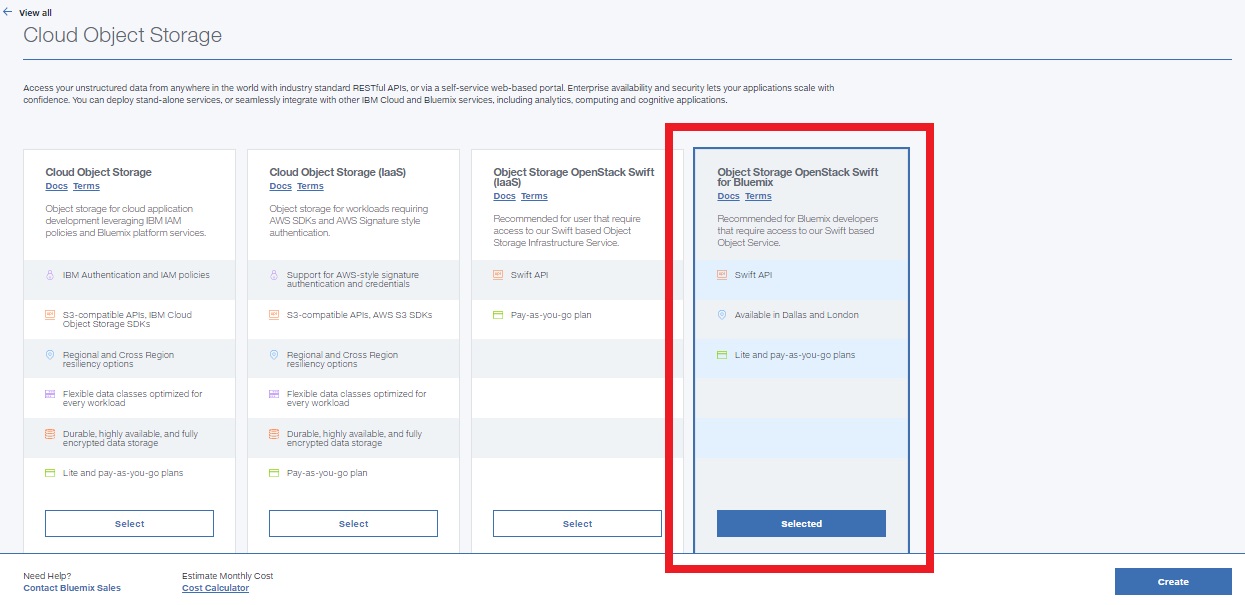 View all
Cloud Object Storage
Access your unstructured data from anywhere in the world with industry standard RESTful APIs, or via a self-service web-based portal. Enterprise availability and security lets your applications scale with
confidence. You can deploy stand-alone services, or seamlessly integrate with other IBM Cloud and Bluemix services, including analytics, computing and cognitive applications.
Cloud Object Storage
Docs Terms
Object storage for cloud application
development leveraging IBM IAM
policies and Bluemix platform services.
IBM Authentication and IAM policies
S3-compatible APIs, IBM Cloud
Object Storage SDKs
Regional and Cross Region
resiliency options
Flexible data classes optimized for
every workload
Durable, highly available, and fully
encrypted data storage
Lite and pay-as-you-go plans
Select
Cloud Object Storage (IaaS)
Docs Terms
Object storage for workloads requiring
AWS SDKs and AWS Signature style
authentication.
Support for AWS-style signature
authentication and credentials
S3-compatible APIs, AWS S3 SDKs
Regional and Cross Region
resiliency options
Flexible data classes optimized for
every workload
Durable, highly available, and fully
encrypted data storage
Pay-as-you-go plan
Select
Object Storage OpenStack Swift
(IaaS)
Docs Terms
Recommended for user that require
access to our Swift based Object
Storage Infrastructure Service.
Swift API
Pay-as-you-go plan
Select
Object Storage OpenStack Swift
for Bluemix
Docs Terms
Recommended for Bluemix developers
that require access to our Swift based
Object Service.
Swift API
Available in Dallas and London
Lite and pay-as-you-go plans
Selected
Need Help?
Contact Bluemix Sales
Estimate Monthly Cost
Cost Calculator
Create